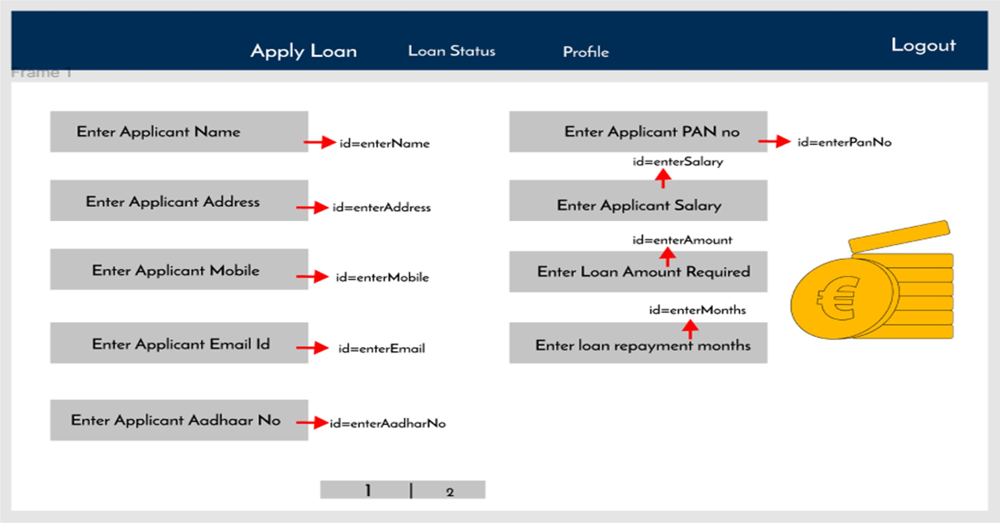 Apply Loan
Loan Status
Profile
Logout
Frame 1
Enter Applicant Name
id=enterName
Enter Applicant Address
id=enterAddress
Enter Applicant Mobile
id=enterMobile
Enter Applicant Email Id
id=enterEmail
Enter Applicant Aadhaar No
id=enterAadharNo
Enter Applicant PAN no
id=enterPanNo
id=enterSalary
Enter Applicant Salary
id=enterAmount
Enter Loan Amount Required
id=enterMonths
Enter loan repayment months
€
1 | 2